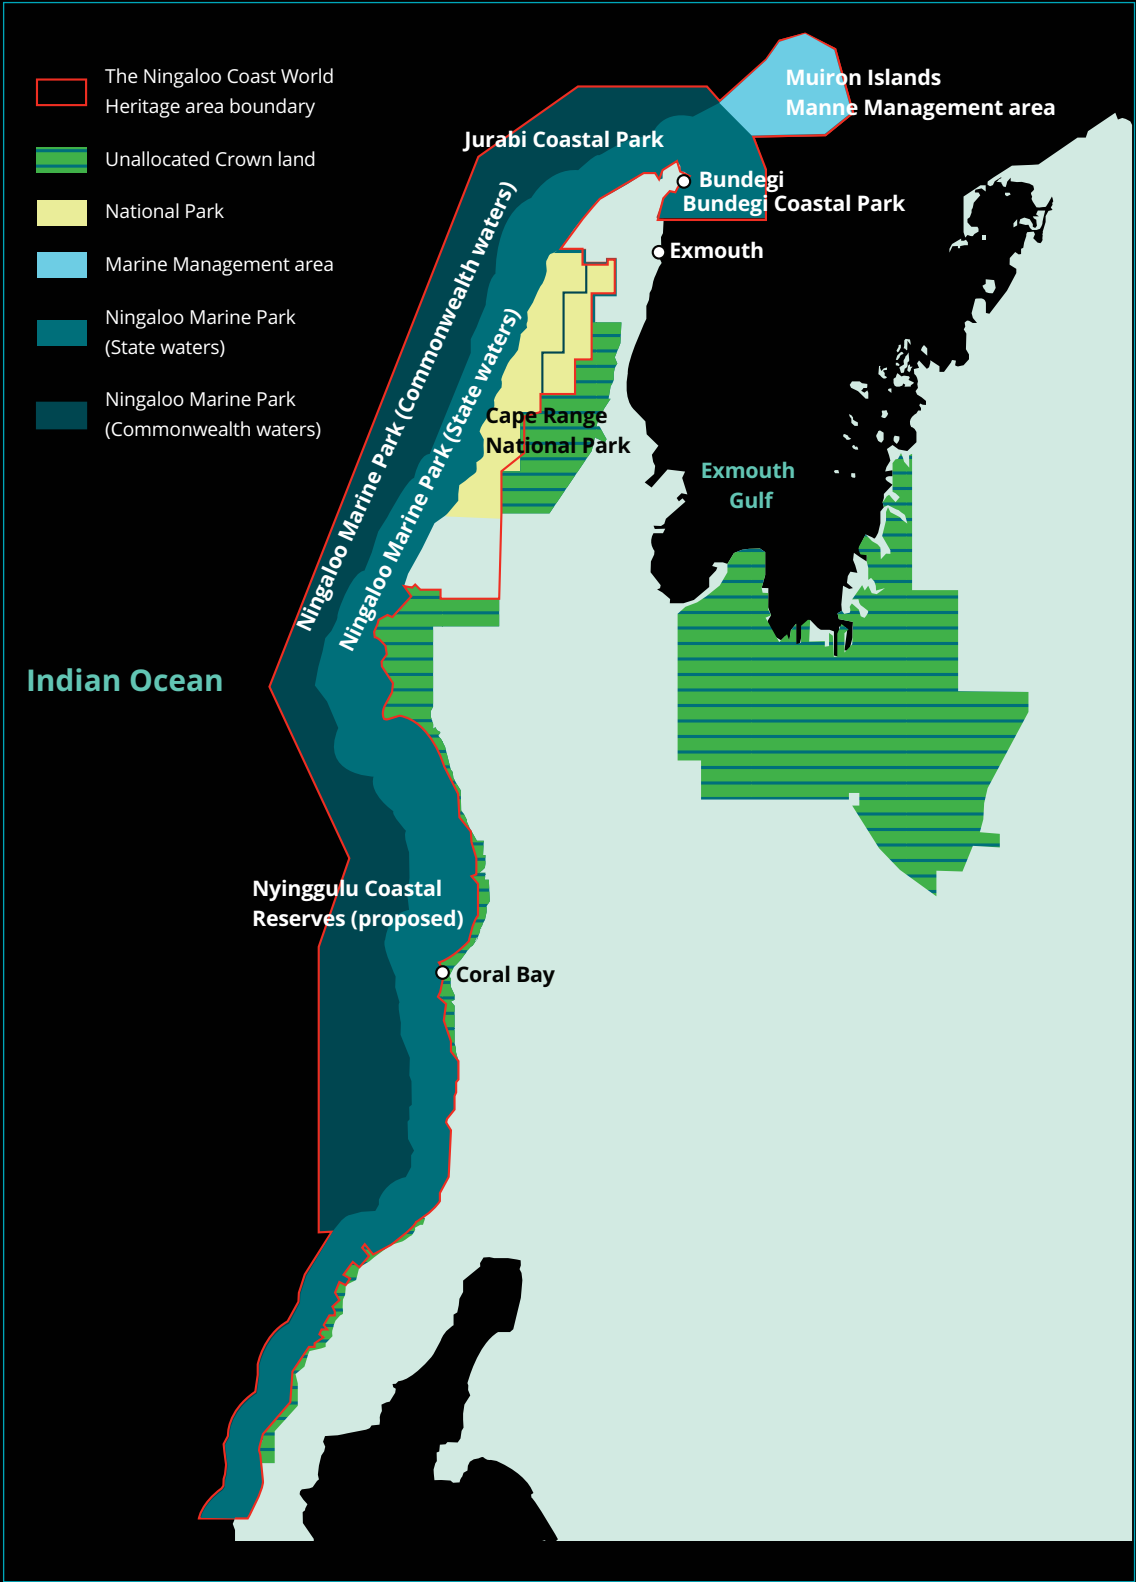 The Ningaloo Coast World
Heritage area boundary
Unallocated Crown land
National Park
Marine Management area
Ningaloo Marine Park
(State waters)
Ningaloo Marine Park
(Commonwealth waters)
Muiron Islands
Manne Management area
Jurabi Coastal Park
Bundegi
Bundegi Coastal Park
Exmouth
Ningaloo Marine Park (Commonwealth waters)
Ningaloo Marine Park (State waters)
Cape Range
National Park
Exmouth
Gulf
Indian Ocean
Nyinggulu Coastal
Reserves (proposed)
Coral Bay